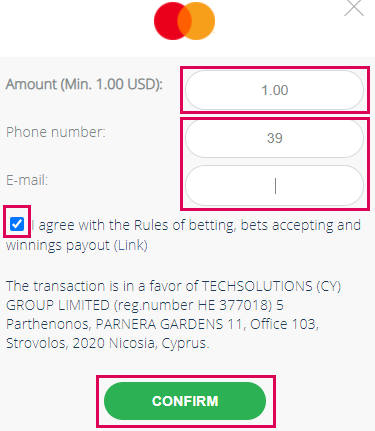 Amount (Min. 1.00 USD):
1.00
Phone number:
39
E-mail:
I agree with the Rules of betting, bets accepting and
winnings payout (Link)
The transaction is in a favor of TECHSOLUTIONS (CY)
GROUP LIMITED (reg.number HE 377018) 5
Parthenonos, PARNERA GARDENS 11, Office 103,
Strovolos, 2020 Nicosia, Cyprus.
CONFIRM